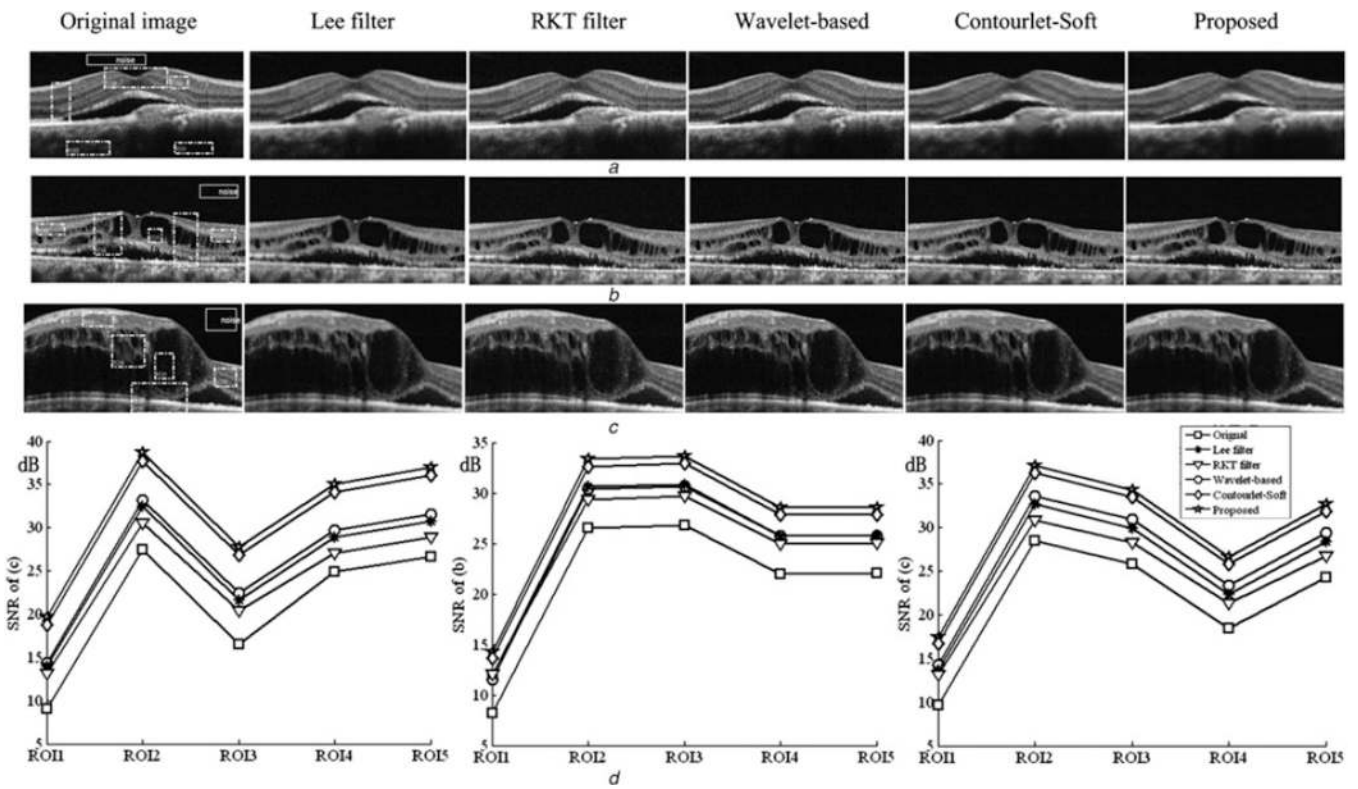 Original image Lee filter RKT filter Wavelet-based Contourlet-Soft Proposed
noise
a
noise
b
noise
c
40
35
30
25
20
15
10
5
dB
SNR of (c)
ROI1 ROI2 ROI3 ROI4 ROI5
35
30
25
20
15
10
5
dB
SNR of (b)
ROI1 ROI2 ROI3 ROI4 ROI5
40
35
30
25
20
15
10
5
dB
SNR of (c)
ROI1 ROI2 ROI3 ROI4 ROI5
Orignal
Lee filter
RKT filter
Wavelet-based
Contourlet-Soft
Proposed
d